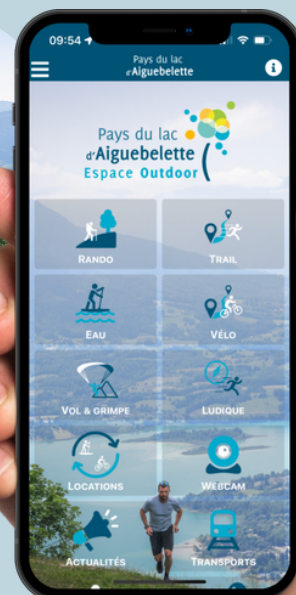 09:54
Pays du lac
d'Aiguebelette
i
Pays du lac
d'Aiguebelette
Espace Outdoor
RANDO
TRAIL
EAU
VÉLO
VOL & GRIMPE
LUDIQUE
LOCATIONS
WEBCAM
ACTUALITÉS
TRANSPORTS